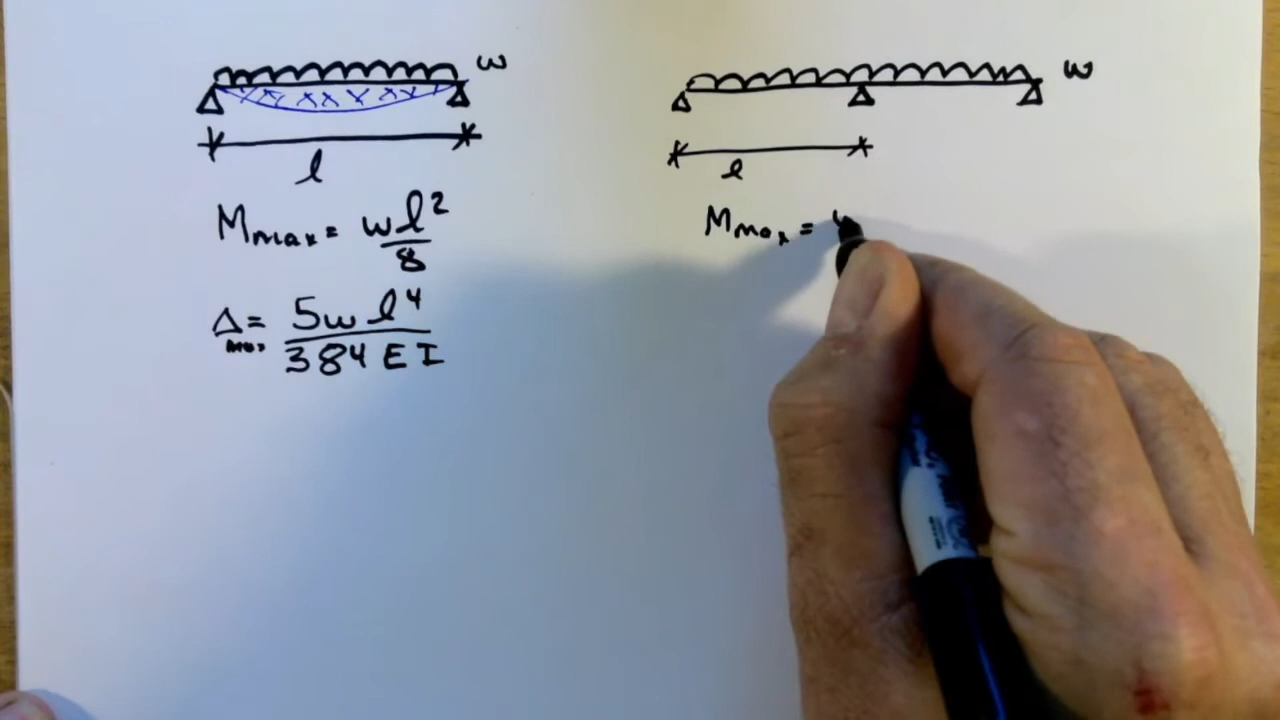 w
l
Mmax = wl²/8
Δmax = 5wl⁴/384EI
w
l
Mmax = w